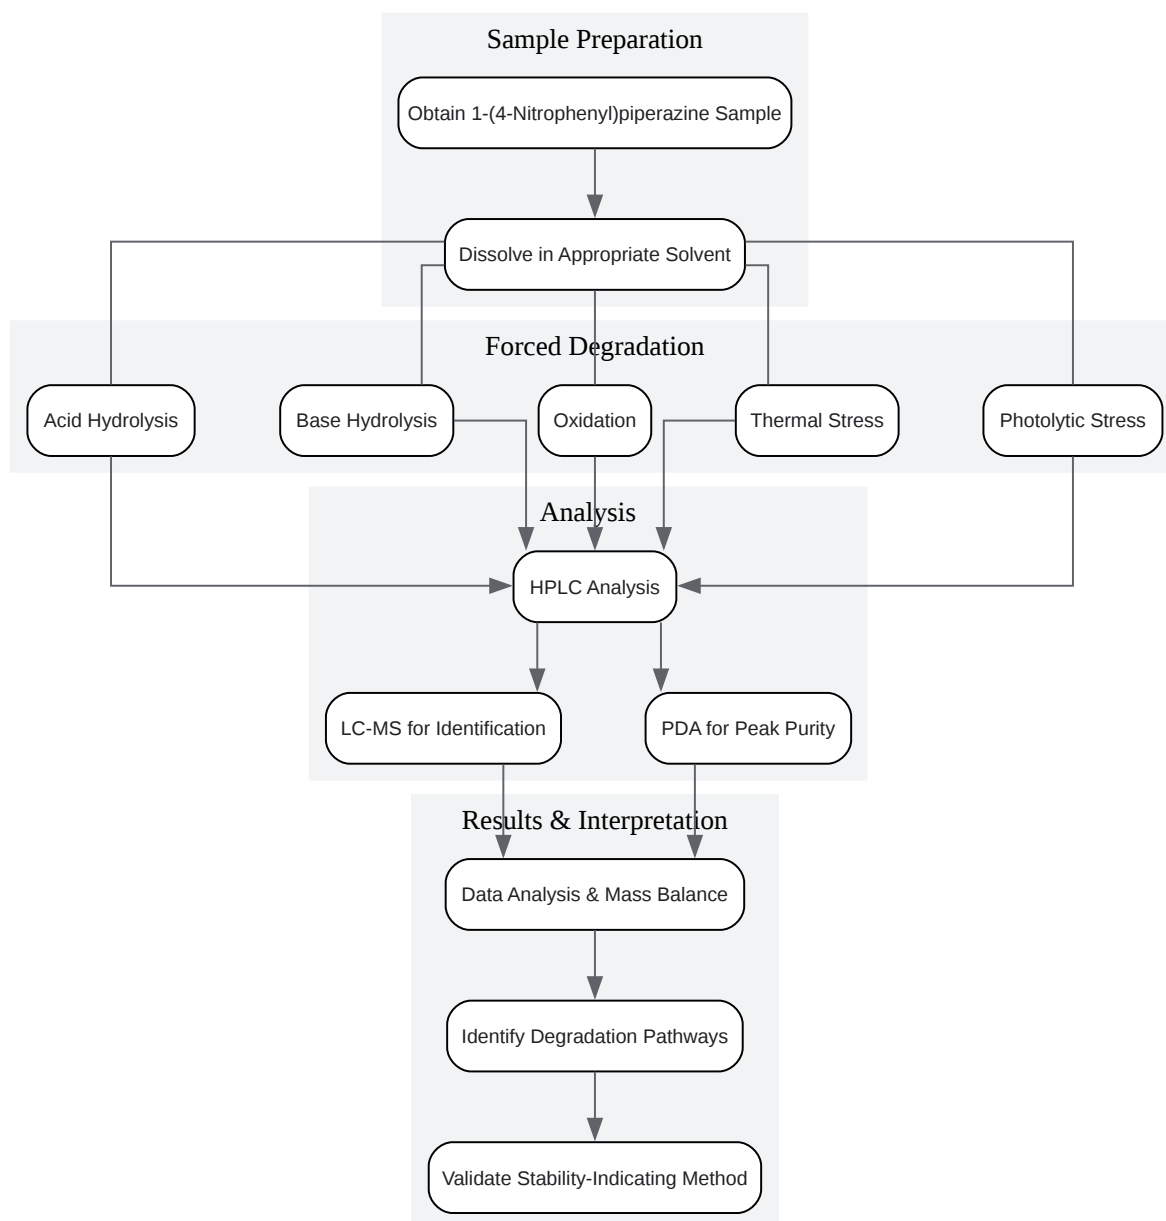 Sample Preparation
Obtain 1-(4-Nitrophenyl)piperazine Sample
Dissolve in Appropriate Solvent
Forced Degradation
Acid Hydrolysis
Base Hydrolysis
Oxidation
Thermal Stress
Photolytic Stress
Analysis
HPLC Analysis
LC-MS for Identification
PDA for Peak Purity
Results & Interpretation
Data Analysis & Mass Balance
Identify Degradation Pathways
Validate Stability-Indicating Method